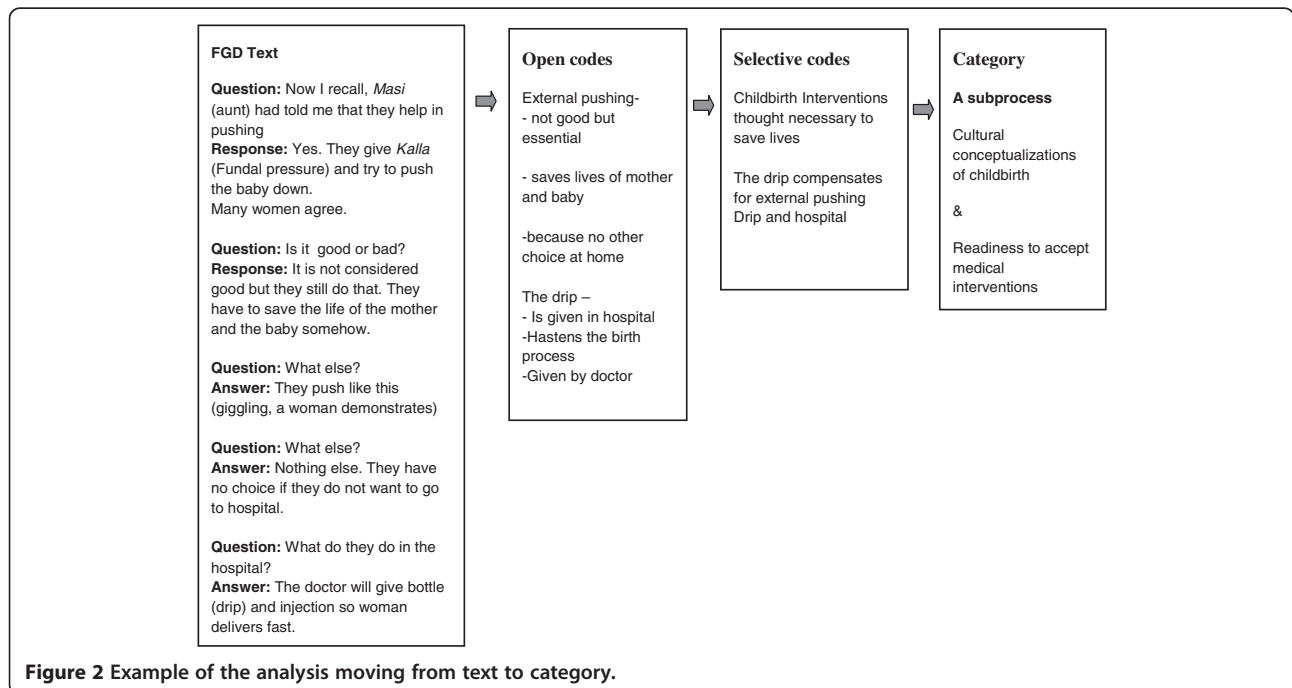 FGD Text
Question: Now I recall, Masi
(aunt) had told me that they help in
pushing
Response: Yes. They give Kalla
(Fundal pressure) and try to push
the baby down.
Many women agree.
Question: Is it good or bad?
Response: It is not considered
good but they still do that. They
have to save the life of the mother
and the baby somehow.
Question: What else?
Answer: They push like this
(giggling, a woman demonstrates)
Question: What else?
Answer: Nothing else. They have
no choice if they do not want to go
to hospital.
Question: What do they do in the
hospital?
Answer: The doctor will give bottle
(drip) and injection so woman
delivers fast.
Open codes
External pushing-
- not good but
essential
- saves lives of mother
and baby
-because no other
choice at home
The drip –
- Is given in hospital
-Hastens the birth
process
-Given by doctor
Selective codes
Childbirth Interventions
thought necessary to
save lives
The drip compensates
for external pushing
Drip and hospital
Category
A subprocess
Cultural
conceptualizations
of childbirth
&
Readiness to accept
medical
interventions
Figure 2 Example of the analysis moving from text to category.